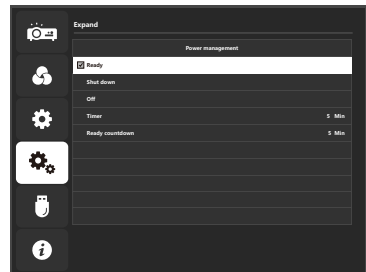 Expand
Power management
Ready
Shut down
Off
Timer 5 Min
Ready countdown 5 Min